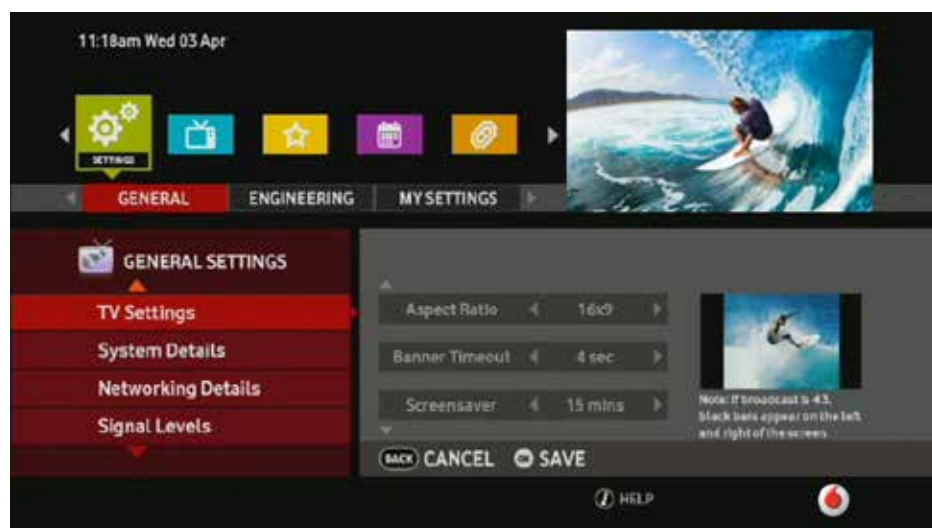 11:18am Wed 03 Apr
SETTINGS
GENERAL ENGINEERING MY SETTINGS
GENERAL SETTINGS
TV Settings
System Details
Networking Details
Signal Levels
Aspect Ratio 16x9
Banner Timeout 4 sec
Screensaver 15 mins
Note: If broadcast is 4:3,
black bars appear on the left
and right of the screen
BACK CANCEL OK SAVE
i HELP